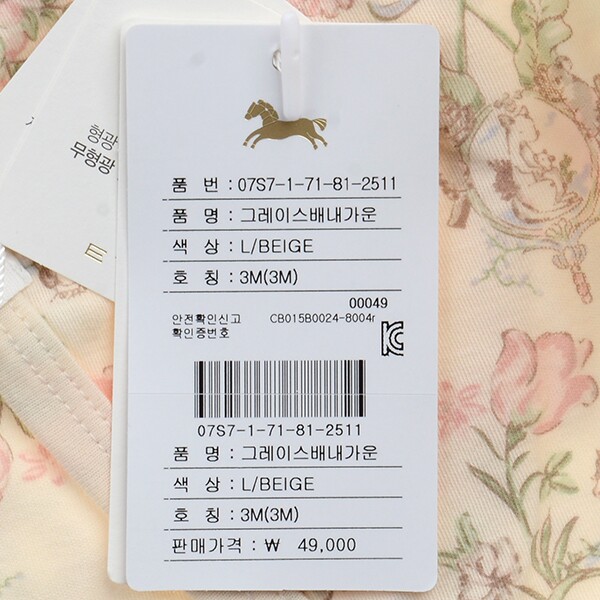 형광
무형광
E
품 번 : 07S7-1-71-81-2511
품 명 : 그레이스배내가운
색 상 : L/BEIGE
호 칭 : 3M(3M)
00049
안전확인신고 CB015B0024-8004r
확인증번호
07S7-1-71-81-2511
품 명 : 그레이스배내가운
색 상 : L/BEIGE
호 칭 : 3M(3M)
판매가격 : ₩ 49,000